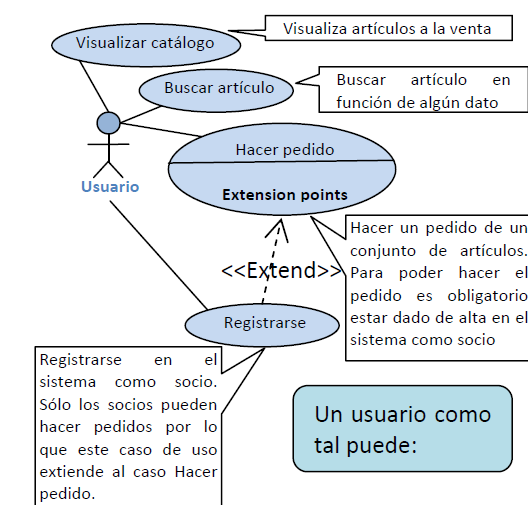 Visualizar catálogo
Visualiza artículos a la venta
Buscar artículo
Buscar artículo en
función de algún dato
Usuario
Hacer pedido
Extension points
Hacer un pedido de un
conjunto de artículos.
Para poder hacer el
pedido es obligatorio
estar dado de alta en el
sistema como socio
<<Extend>>
Registrarse
Registrarse en el
sistema como socio.
Sólo los socios pueden
hacer pedidos por lo
que este caso de uso
extiende al caso Hacer
pedido.
Un usuario como
tal puede: